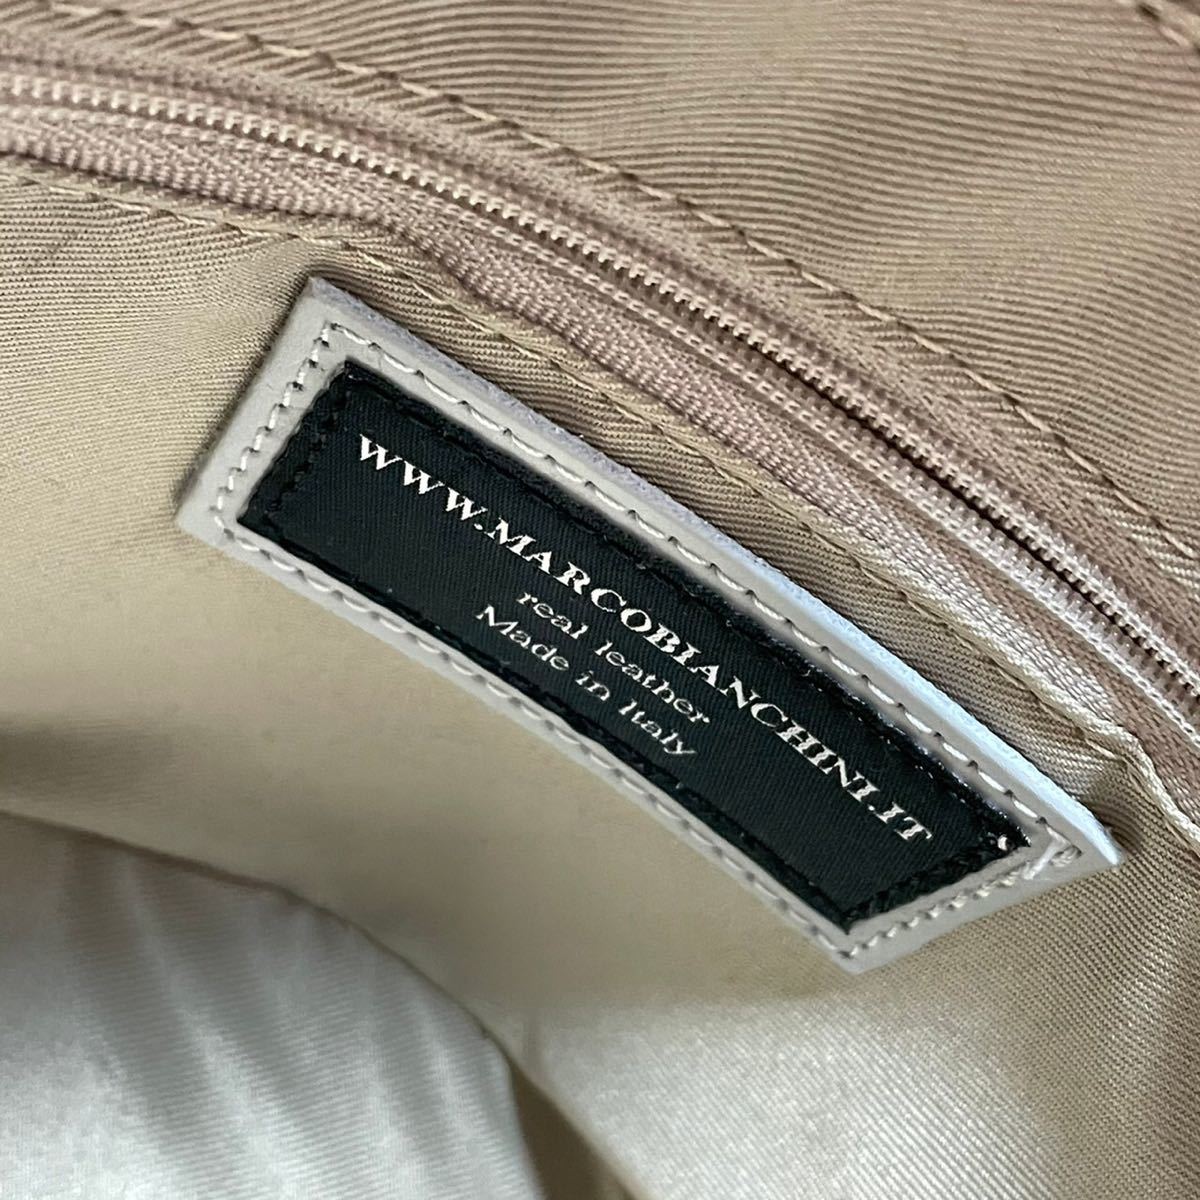 WWW.MARCOBIANCHINI.IT
real leather
Made in Italy